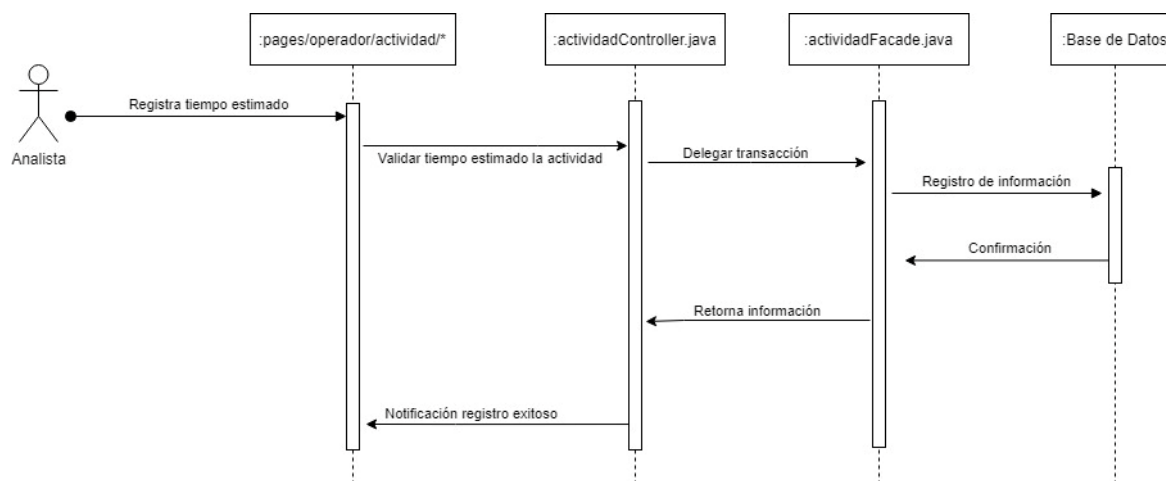 :pages/operador/actividad/*
:actividadController.java
:actividadFacade.java
:Base de Datos
Registra tiempo estimado
Analista
Validar tiempo estimado la actividad
Delegar transacción
Registro de información
Confirmación
Retorna información
Notificación registro exitoso